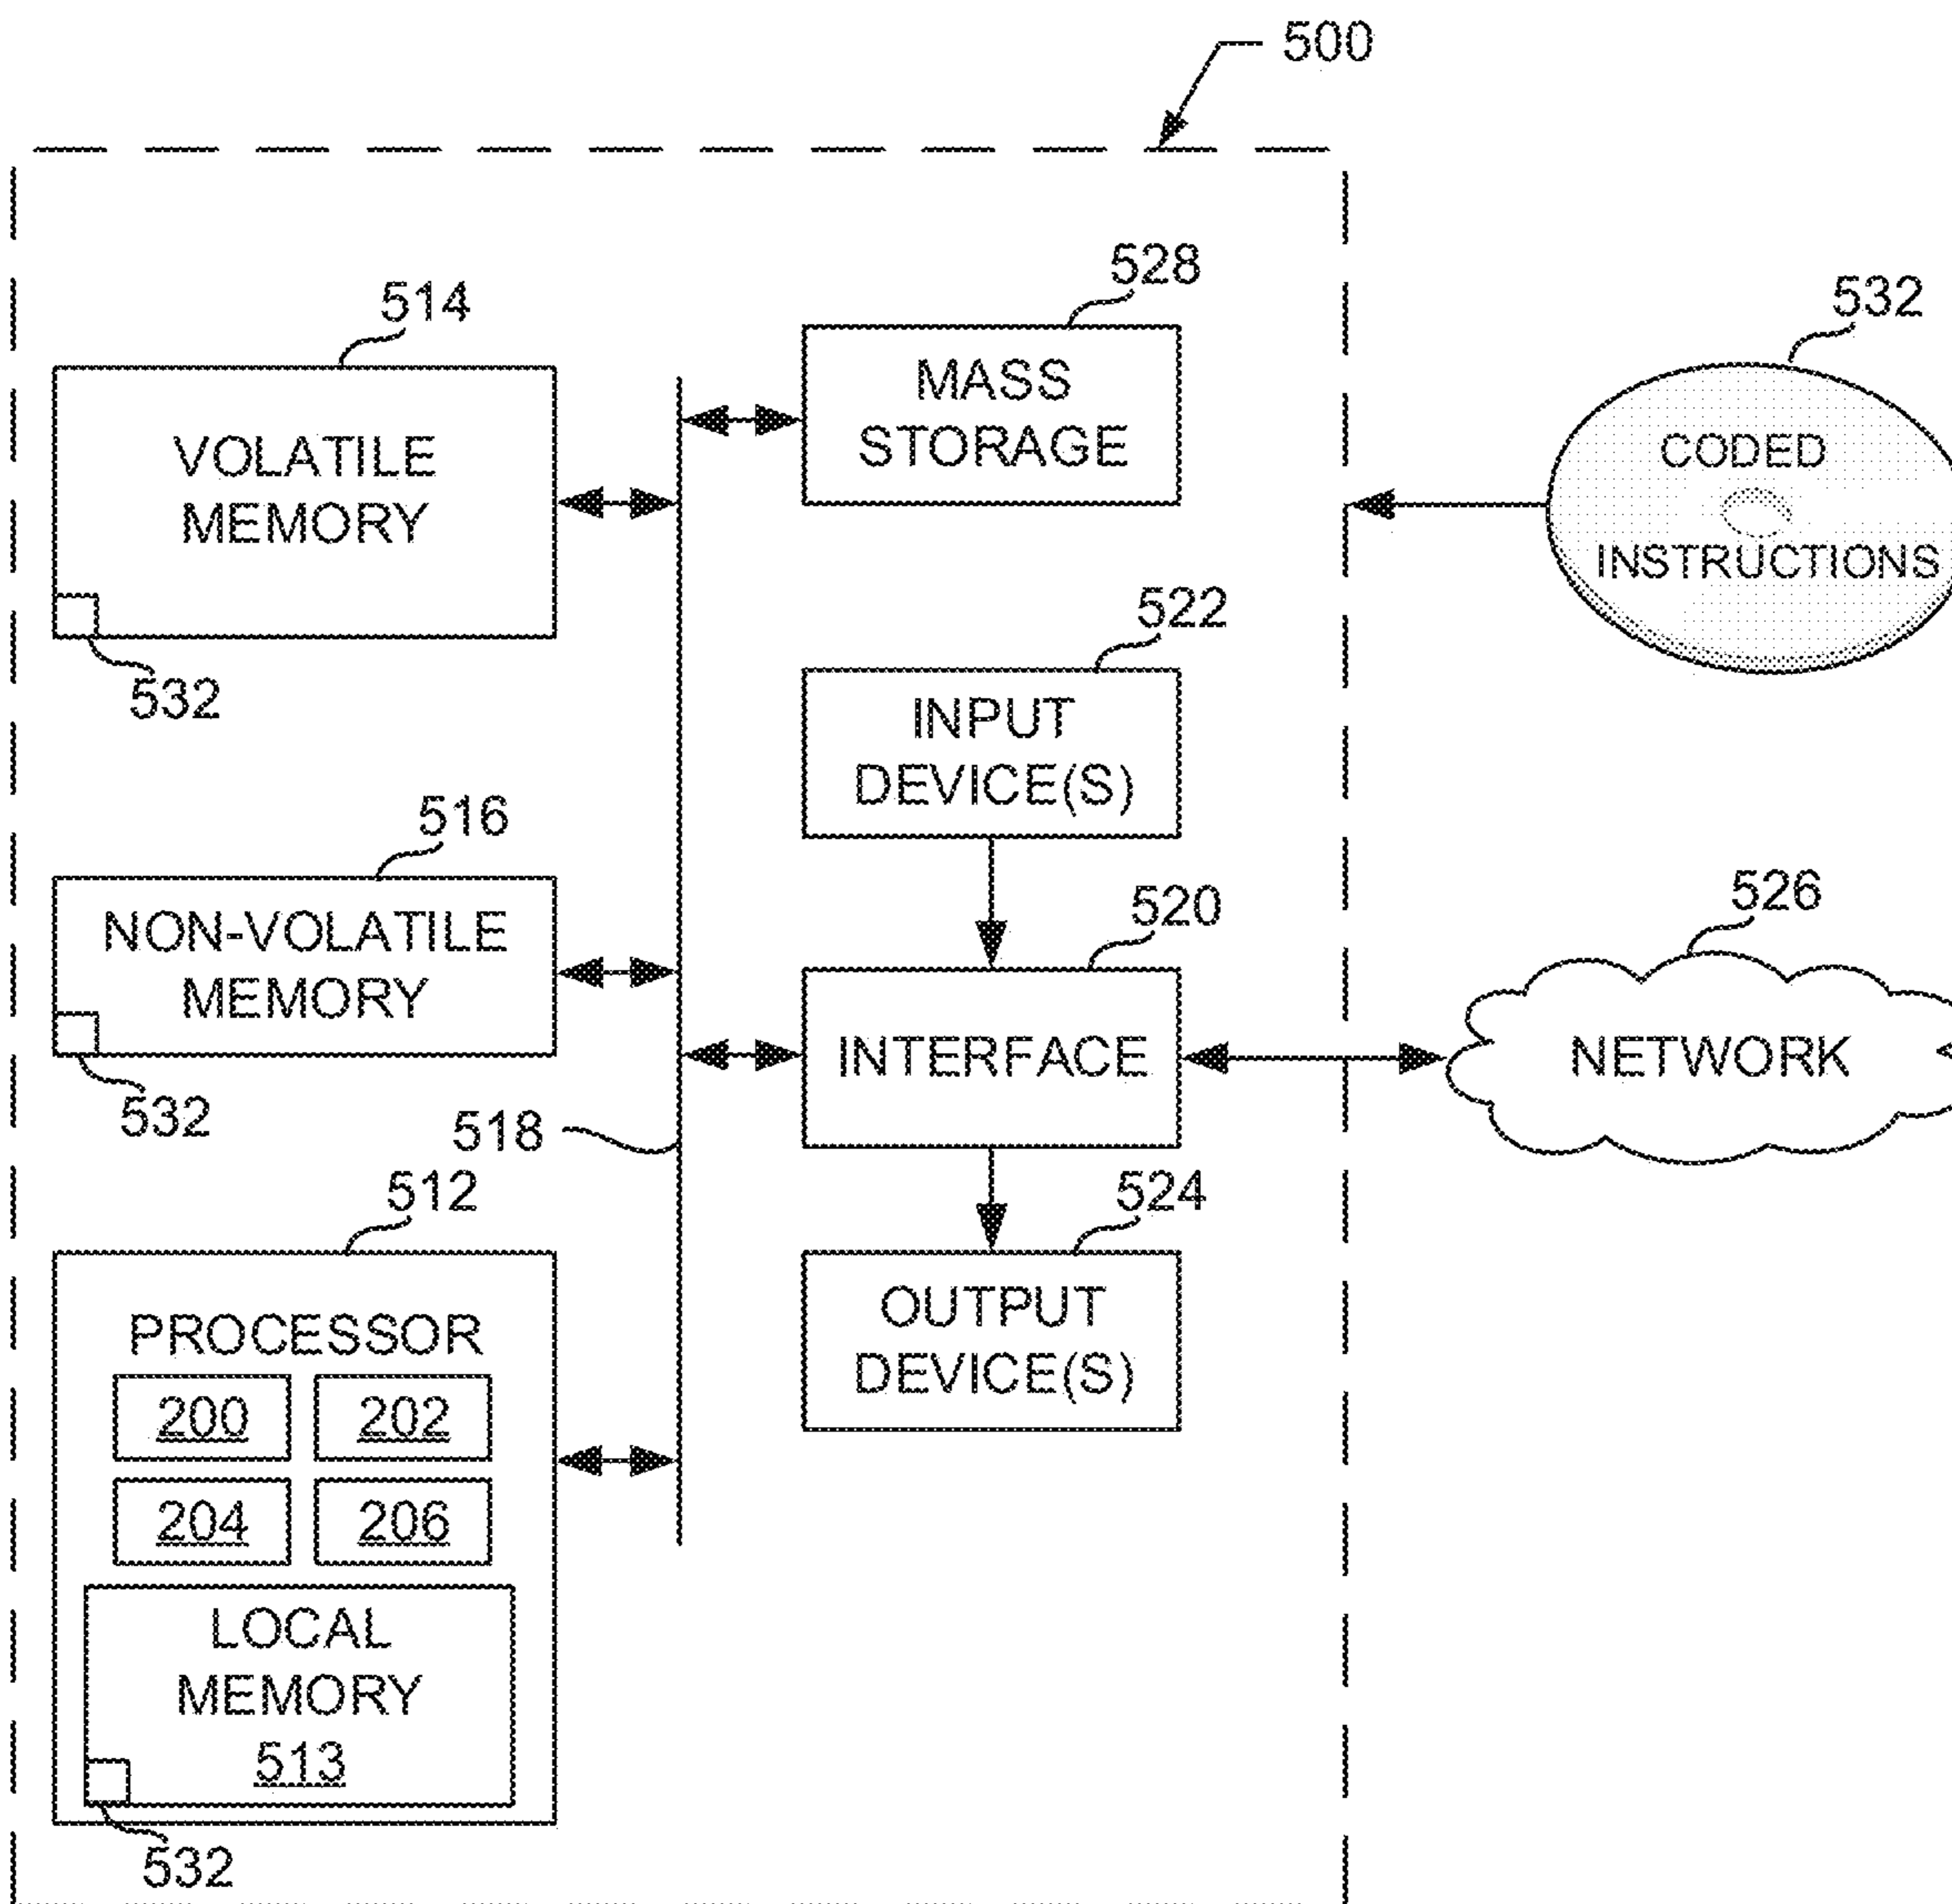 500
528
514
532
MASS
STORAGE
VOLATILE
MEMORY
CODED
INSTRUCTIONS
532
522
INPUT
DEVICE(S)
516
520
526
NON-VOLATILE
MEMORY
INTERFACE
NETWORK
532
518
512
524
OUTPUT
DEVICE(S)
PROCESSOR
200
202
204
206
LOCAL
MEMORY
513
532